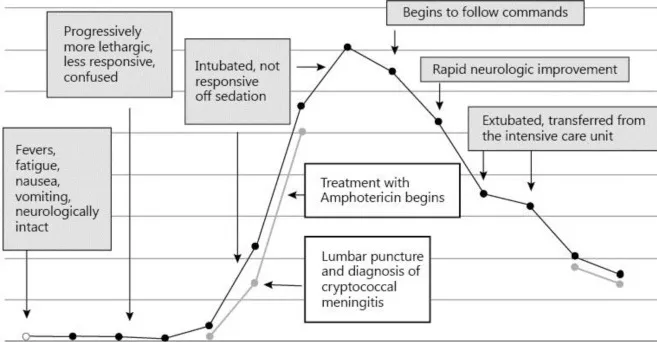 Begins to follow commands
Progressively
more lethargic,
less responsive,
confused
Intubated, not
responsive
off sedation
Rapid neurologic improvement
Extubated, transferred from
the intensive care unit
Fevers,
fatigue,
nausea,
vomiting,
neurologically
intact
Treatment with
Amphotericin begins
Lumbar puncture
and diagnosis of
cryptococcal
meningitis